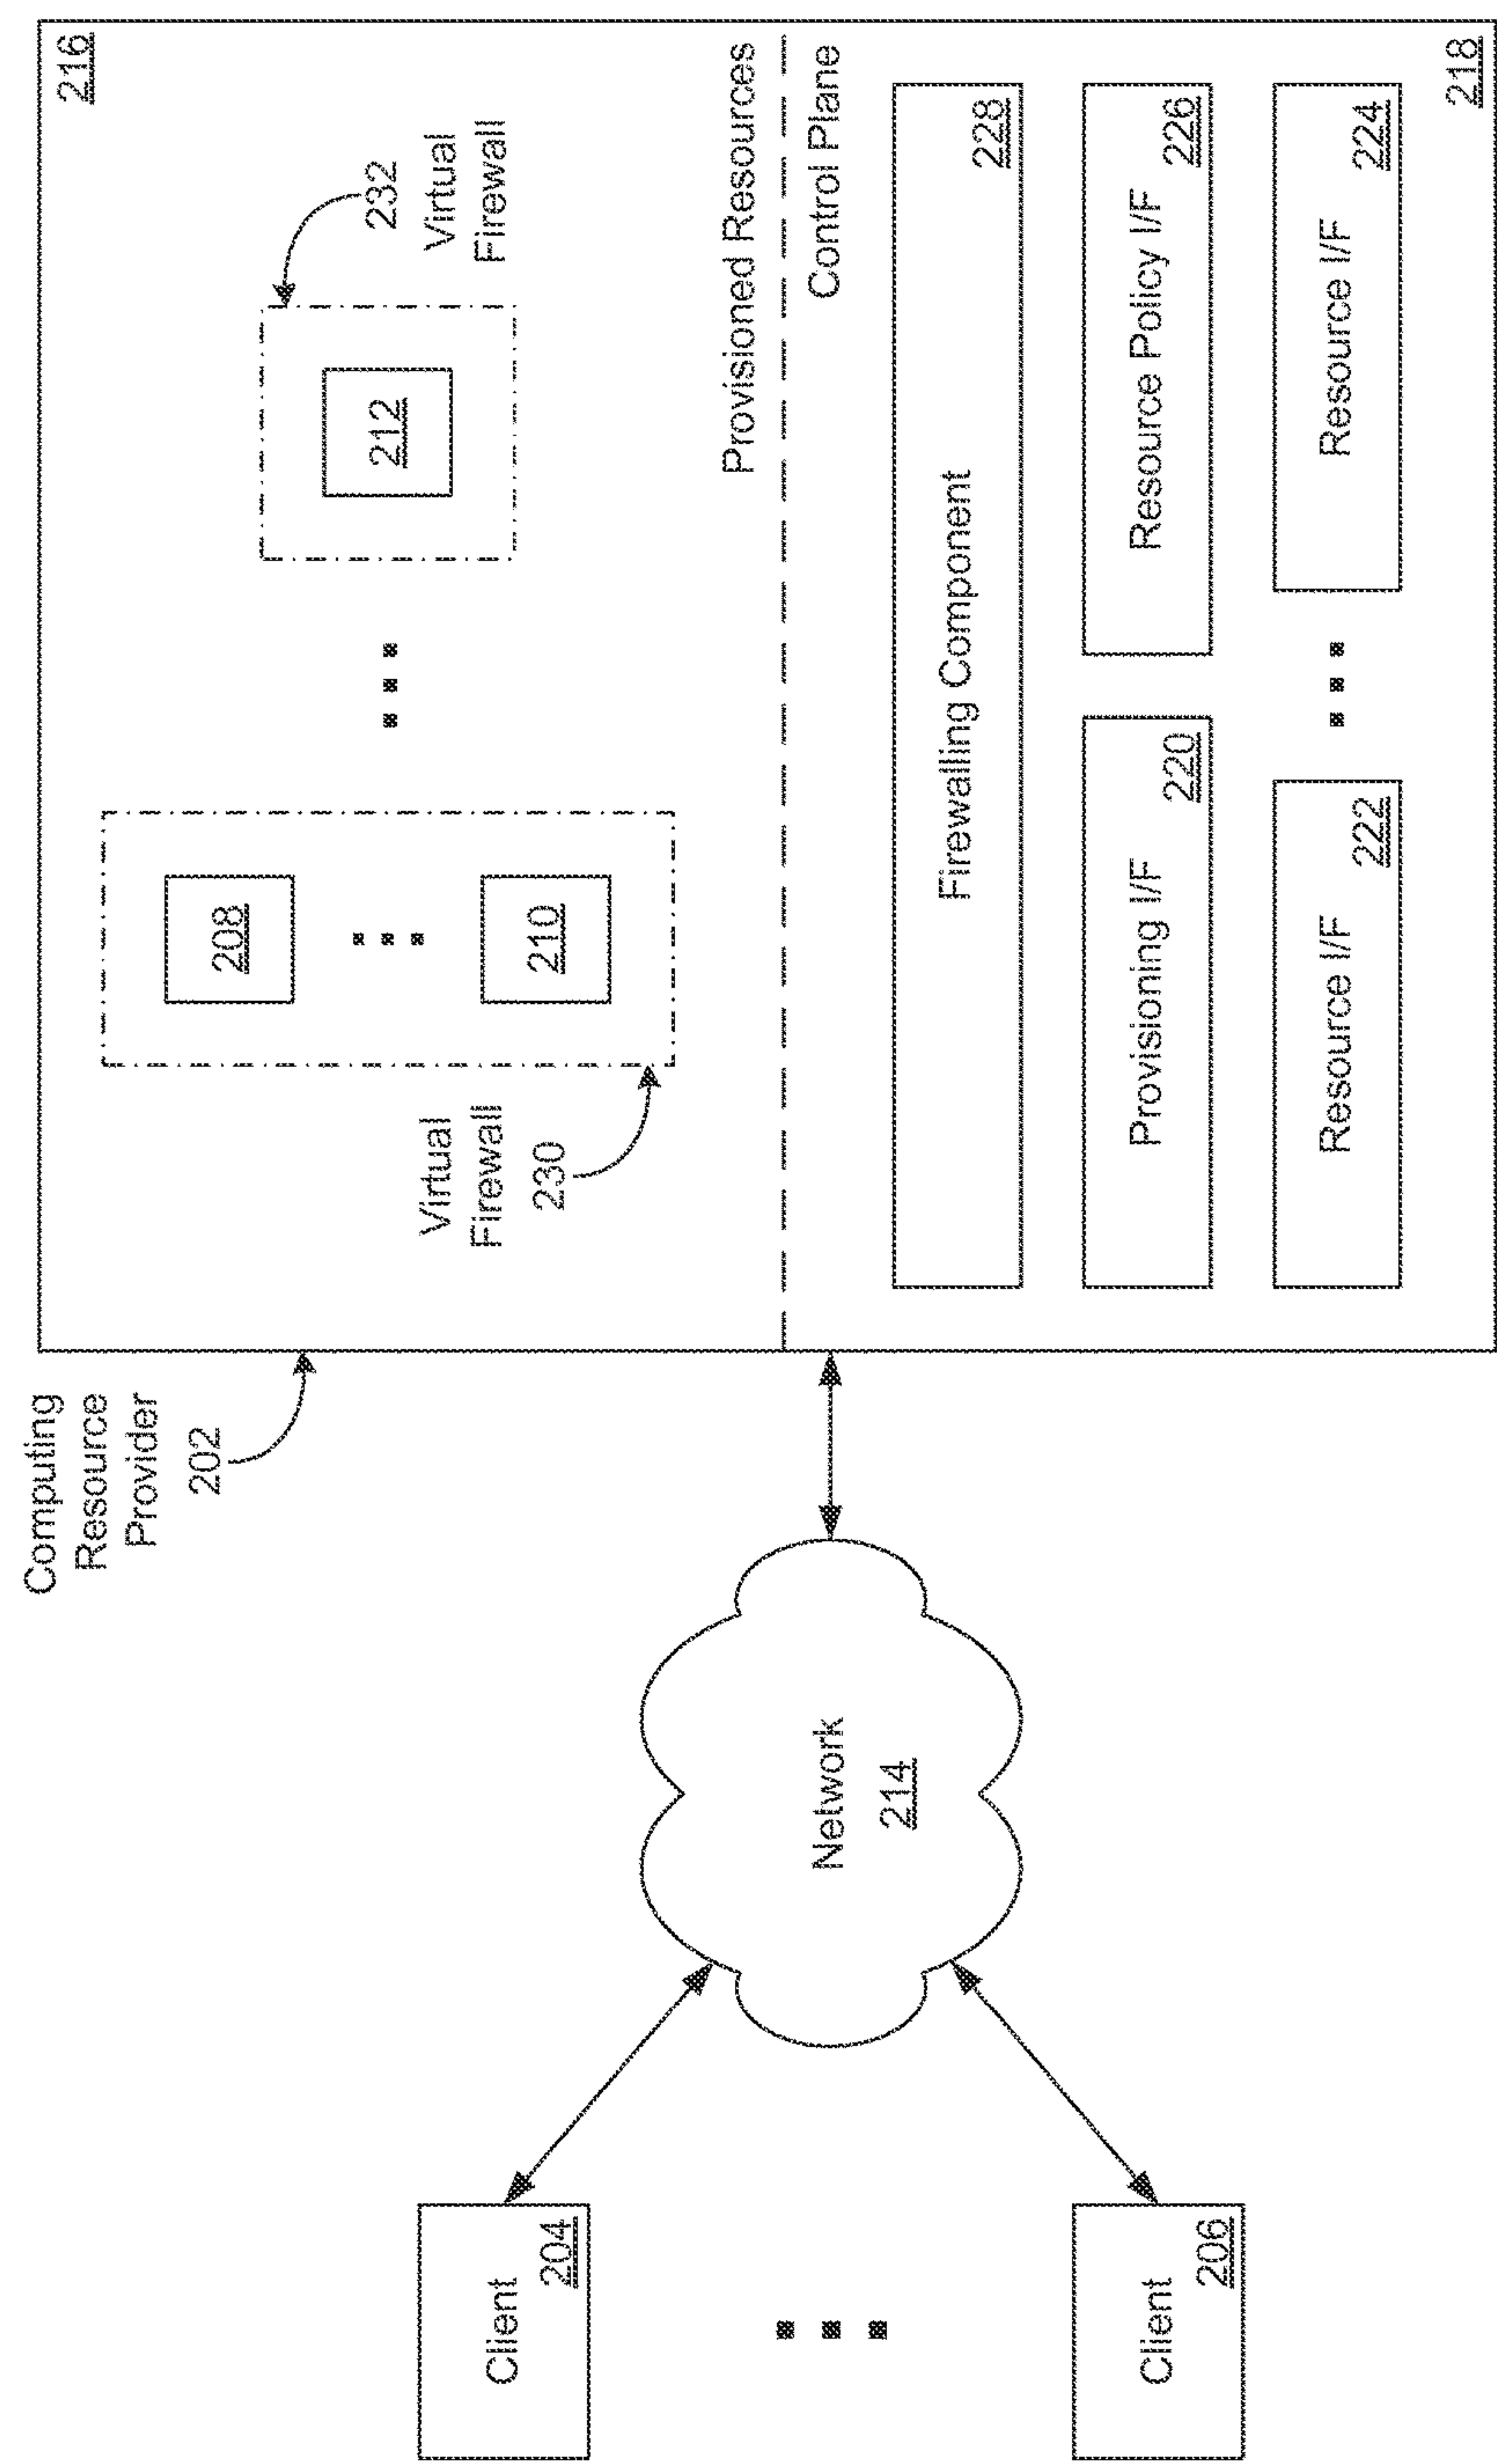 Computing
Resource
Provider
202
216
232
Virtual
Firewall
212
208
210
Virtual
Firewall
230
Provisioned Resources
Control Plane
Firewalling Component
228
Provisioning I/F
220
Resource Policy I/F
226
Resource I/F
222
Resource I/F
224
218
Network
214
Client
204
Client
206